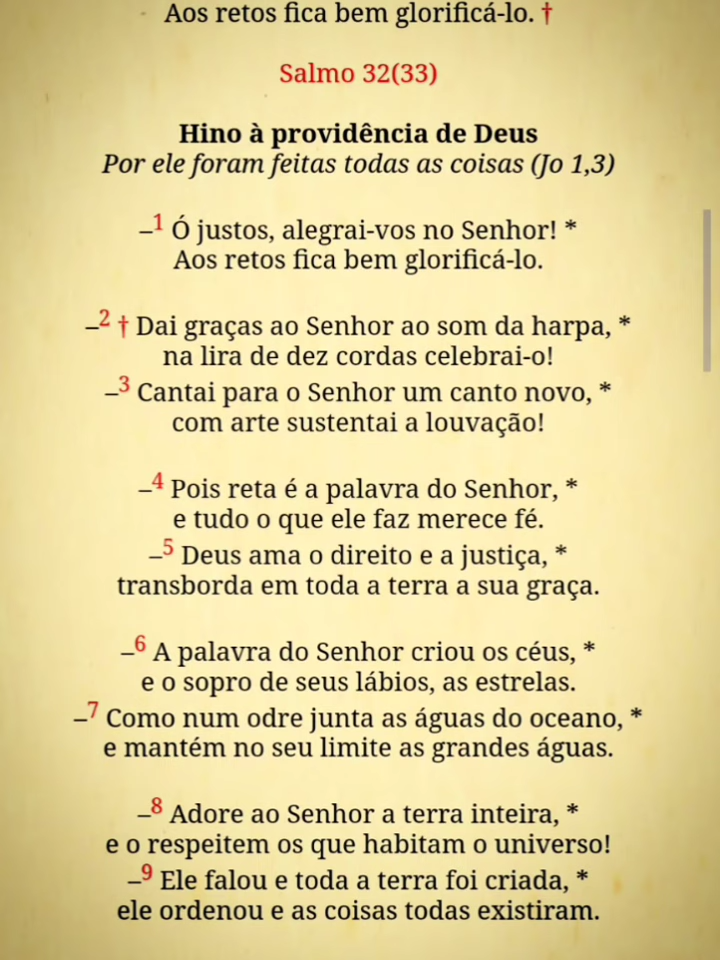 Aos retos fica bem glorificá-lo. †
Salmo 32(33)
Hino à providência de Deus
Por ele foram feitas todas as coisas (Jo 1,3)
–1 Ó justos, alegrai-vos no Senhor! *
Aos retos fica bem glorificá-lo.
–2 † Dai graças ao Senhor ao som da harpa, *
na lira de dez cordas celebrai-o!
–3 Cantai para o Senhor um canto novo, *
com arte sustentai a louvação!
–4 Pois reta é a palavra do Senhor, *
e tudo o que ele faz merece fé.
–5 Deus ama o direito e a justiça, *
transborda em toda a terra a sua graça.
–6 A palavra do Senhor criou os céus, *
e o sopro de seus lábios, as estrelas.
–7 Como num odre junta as águas do oceano, *
e mantém no seu limite as grandes águas.
–8 Adore ao Senhor a terra inteira, *
e o respeitem os que habitam o universo!
–9 Ele falou e toda a terra foi criada, *
ele ordenou e as coisas todas existiram.